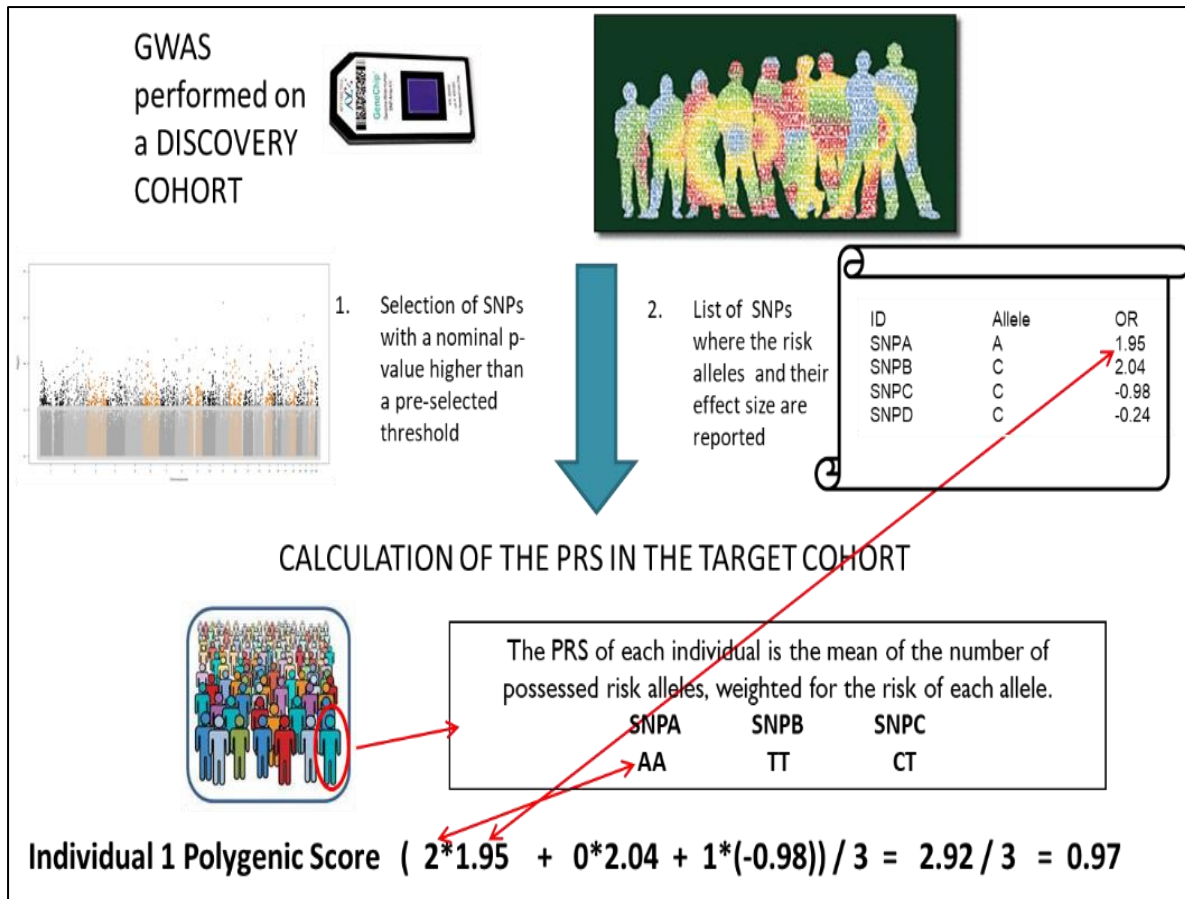 GWAS
performed on
a DISCOVERY
COHORT
GeneChip
1. Selection of SNPs
with a nominal p-
value higher than
a pre-selected
threshold
2. List of SNPs
where the risk
alleles and their
effect size are
reported
ID Allele OR
SNPA A 1.95
SNPB C 2.04
SNPC C -0.98
SNPD C -0.24
CALCULATION OF THE PRS IN THE TARGET COHORT
The PRS of each individual is the mean of the number of
possessed risk alleles, weighted for the risk of each allele.
SNPA SNPB SNPC
AA TT CT
Individual 1 Polygenic Score ( 2*1.95 + 0*2.04 + 1*(-0.98)) / 3 = 2.92 / 3 = 0.97